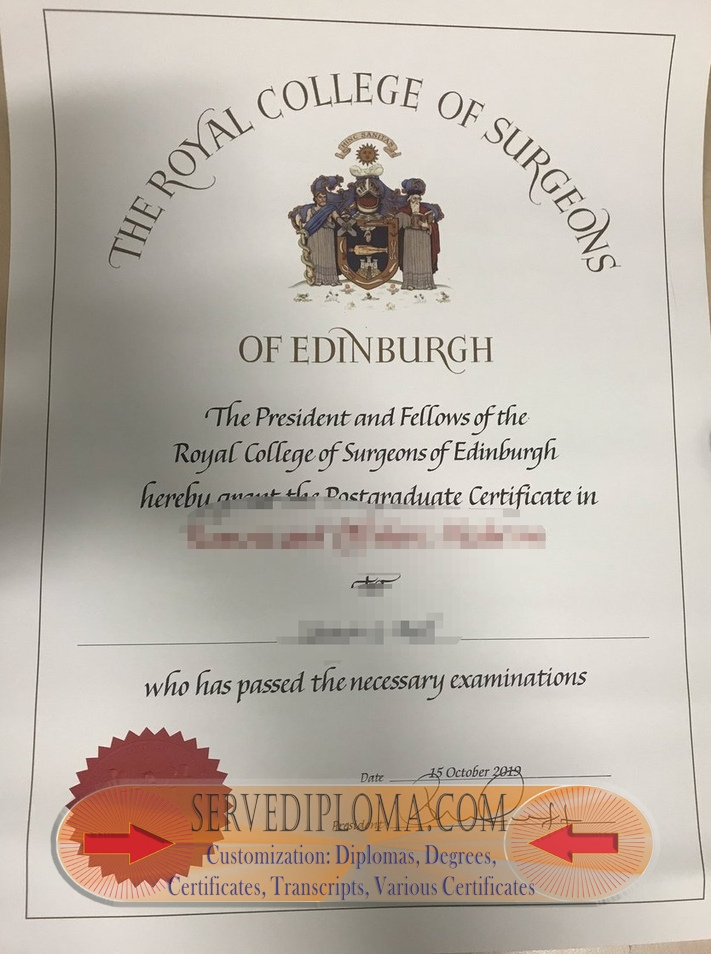 THE ROYAL COLLEGE OF SURGEONS
HINC SANITAS
OF EDINBURGH
The President and Fellows of the
Royal College of Surgeons of Edinburgh
hereby grant the Postgraduate Certificate in
to
who has passed the necessary examinations
Date 15 October 2019
President
SERVEDIPLOMA.COM
Customization: Diplomas, Degrees,
Certificates, Transcripts, Various Certificates